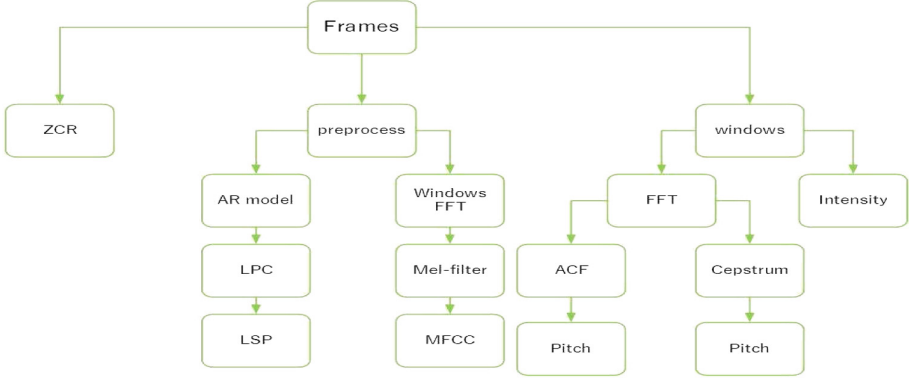 Frames
ZCR
preprocess
windows
AR model
Windows
FFT
FFT
Intensity
LPC
Mel-filter
ACF
Cepstrum
LSP
MFCC
Pitch
Pitch